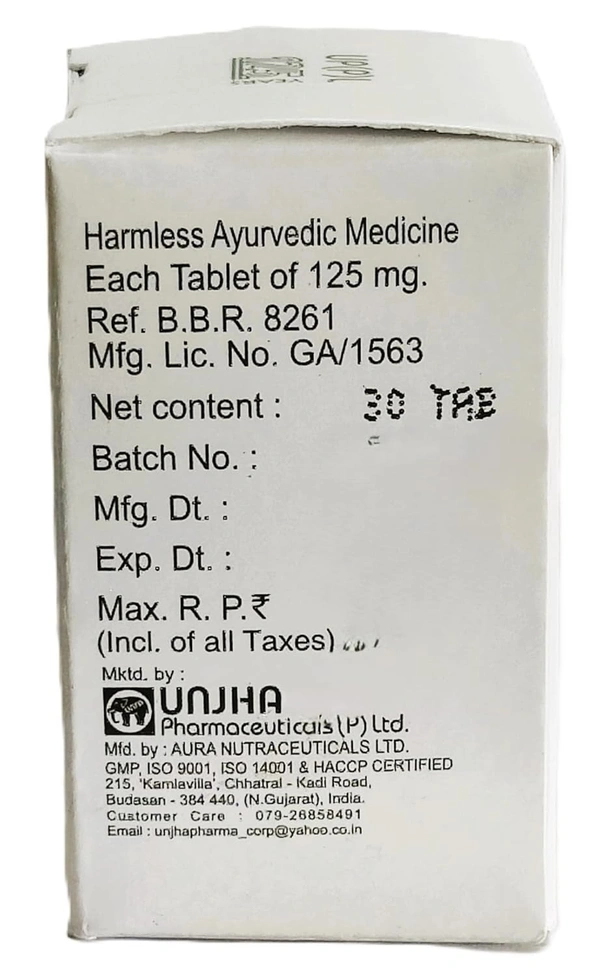 Harmless Ayurvedic Medicine
Each Tablet of 125 mg.
Ref. B.B.R. 8261
Mfg. Lic. No. GA/1563
Net content : 30 TAB
Batch No. :
Mfg. Dt. :
Exp. Dt. :
Max. R. P.₹
(Incl. of all Taxes)
Mktd. by :
UNJHA
Pharmaceuticals (P) Ltd.
Mfd. by : AURA NUTRACEUTICALS LTD.
GMP, ISO 9001, ISO 14001 & HACCP CERTIFIED
215, 'Kamlavilla', Chhatral - Kadi Road,
Budasan - 384 440, (N.Gujarat), India.
Customer Care : 079-26858491
Email : unjhapharma_corp@yahoo.co.in